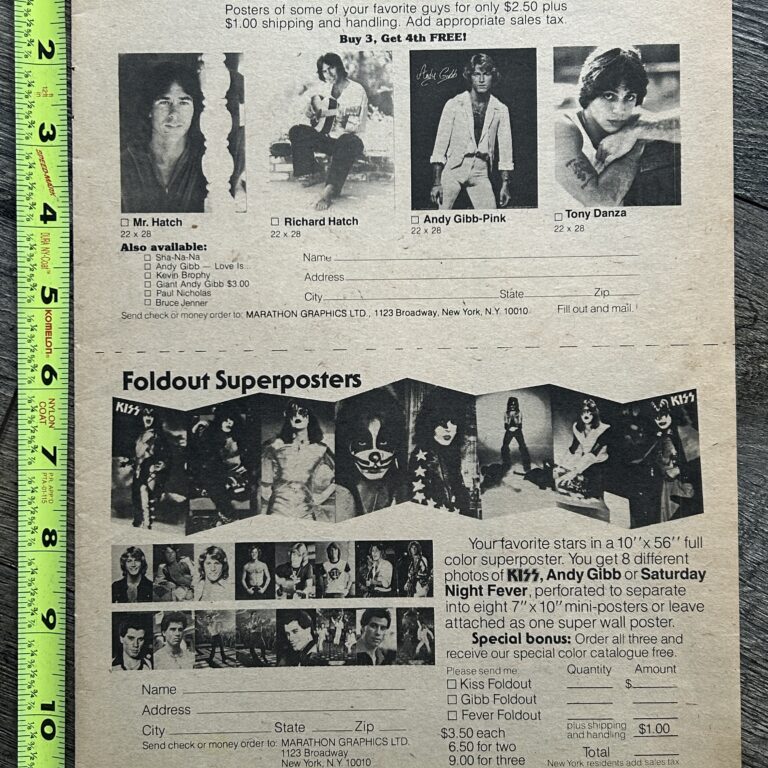 Posters of some of your favorite guys for only $2.50 plus
$1.00 shipping and handling. Add appropriate sales tax.
Buy 3, Get 4th FREE!
Andy Gibb
Mr. Hatch
22 x 28
Richard Hatch
22 x 28
Andy Gibb-Pink
22 x 28
Tony Danza
22 x 28
Also available:
Sha-Na-Na
Andy Gibb — Love Is
Kevin Brophy
Giant Andy Gibb $3.00
Paul Nicholas
Bruce Jenner
Name
Address
City State Zip
Send check or money order to: MARATHON GRAPHICS LTD., 1123 Broadway, New York, N.Y. 10010
Fill out and mail.
Foldout Superposters
KISS
KISS
Your favorite stars in a 10''x 56'' full
color superposter. You get 8 different
photos of KISS, Andy Gibb or Saturday
Night Fever, perforated to separate
into eight 7''x 10'' mini-posters or leave
attached as one super wall poster.
Special bonus: Order all three and
receive our special color catalogue free.
Please send me: Quantity Amount
Kiss Foldout $
Gibb Foldout
Fever Foldout
plus shipping
and handling $1.00
$3.50 each
6.50 for two
9.00 for three
Total
New York residents add sales tax
Name
Address
City State Zip
Send check or money order to: MARATHON GRAPHICS LTD.
1123 Broadway
New York, N.Y. 10010
2
3
4
5
6
7
8
9
10
KOMELON
NYLON
COAT